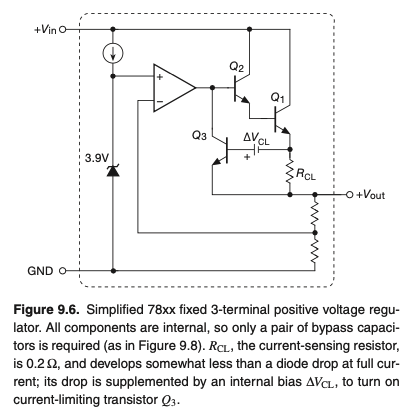 +Vin
Q2
+
Q1
−
Q3
ΔVCL
+
3.9V
RCL
+Vout
GND
Figure 9.6. Simplified 78xx fixed 3-terminal positive voltage regu-
lator. All components are internal, so only a pair of bypass capaci-
tors is required (as in Figure 9.8). RCL, the current-sensing resistor,
is 0.2 Ω, and develops somewhat less than a diode drop at full cur-
rent; its drop is supplemented by an internal bias ΔVCL, to turn on
current-limiting transistor Q3.